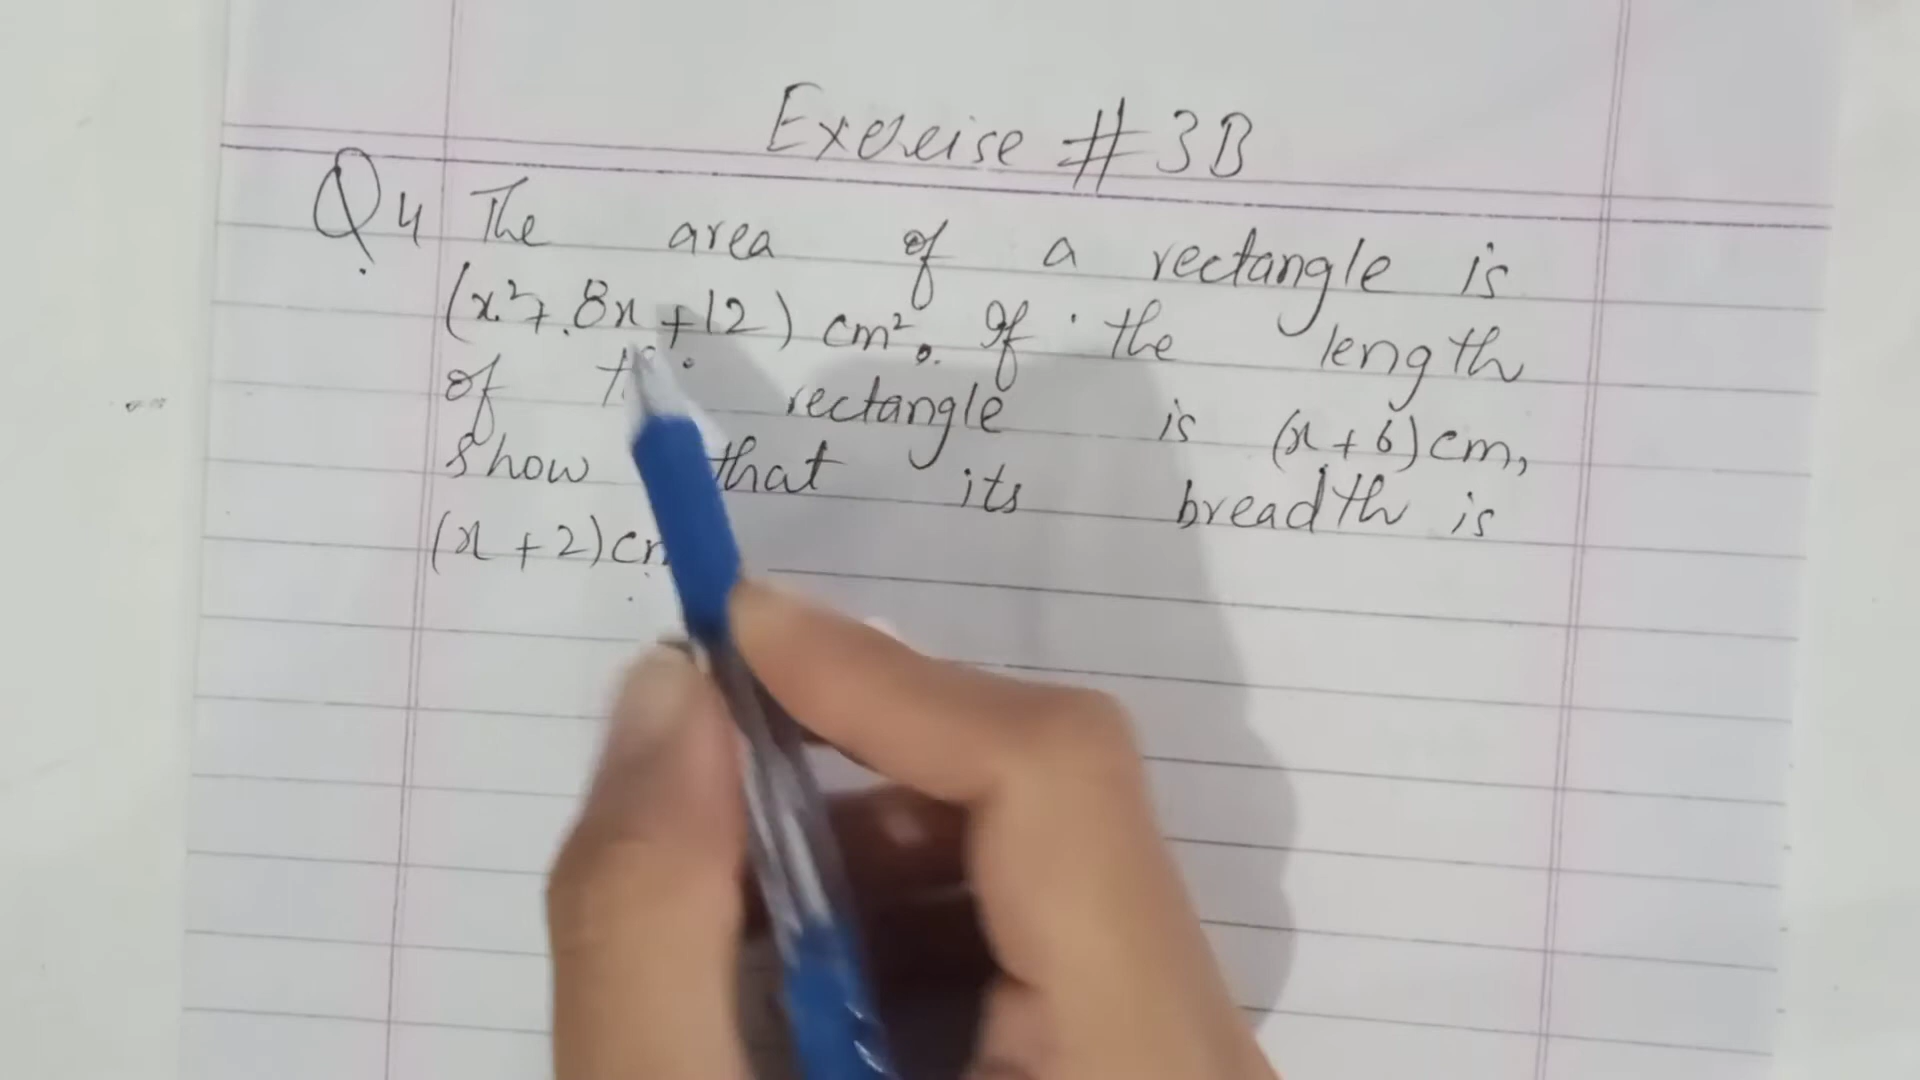 Exercise # 3B
Q4 The area of a rectangle is
(x²+ 8x +12) cm². If the length
of rectangle is (x+6)cm,
show that its breadth is
(x+2)